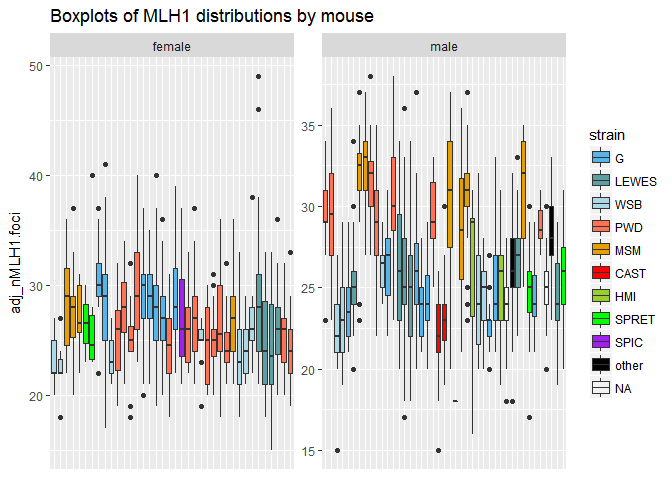 Boxplots of MLH1 distributions by mouse
female
male
adj_nMLH1.foci
50
40
30
20
35
30
25
20
15
strain
G
LEWES
WSB
PWD
MSM
CAST
HMI
SPRET
SPIC
other
NA